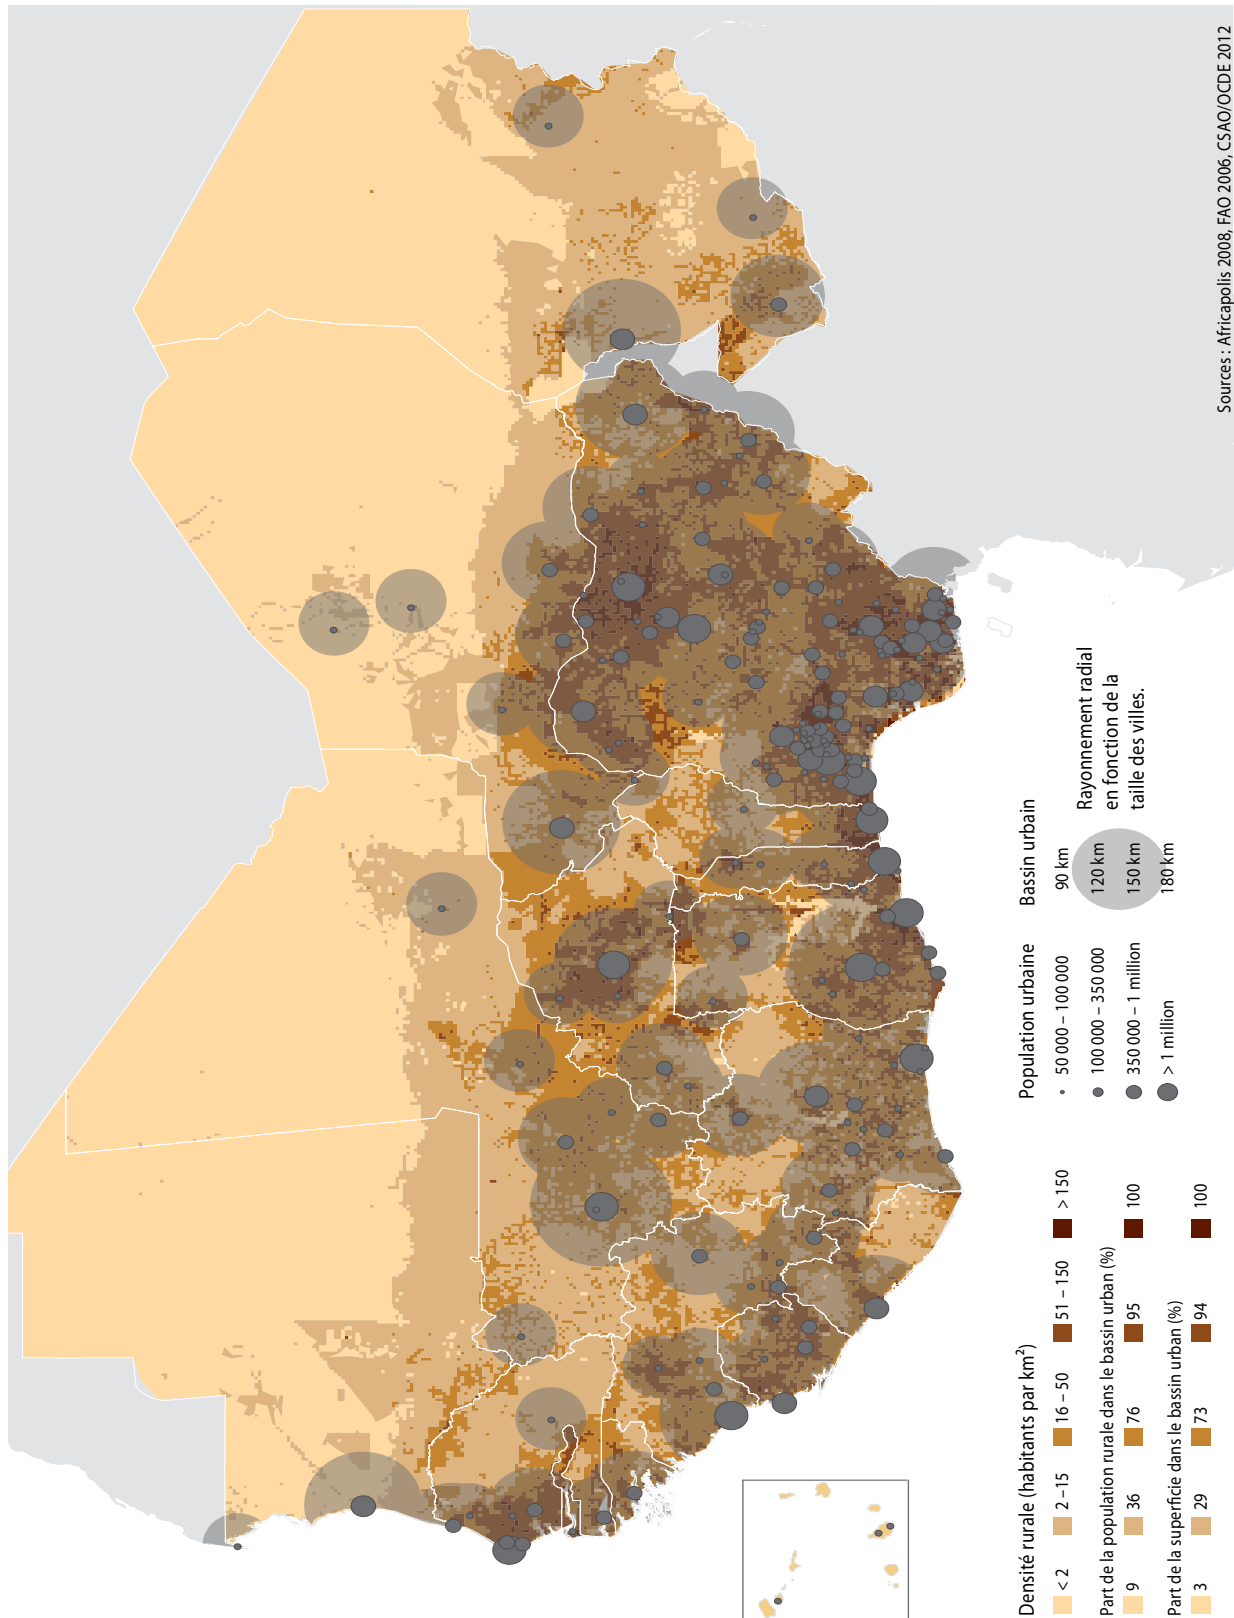 Sources : Africapolis 2008, FAO 2006, CSAO/OCDE 2012
Densité rurale (habitants par km²)
< 2
2 – 15
16 – 50
51 – 150
> 150
Part de la population rurale dans le bassin urban (%)
9
36
76
95
100
Part de la superficie dans le bassin urban (%)
3
29
73
94
100
Population urbaine
50 000 – 100 000
100 000 – 350 000
350 000 – 1 million
> 1 million
Bassin urbain
90 km
120 km
150 km
180 km
Rayonnement radial
en fonction de la
taille des villes.